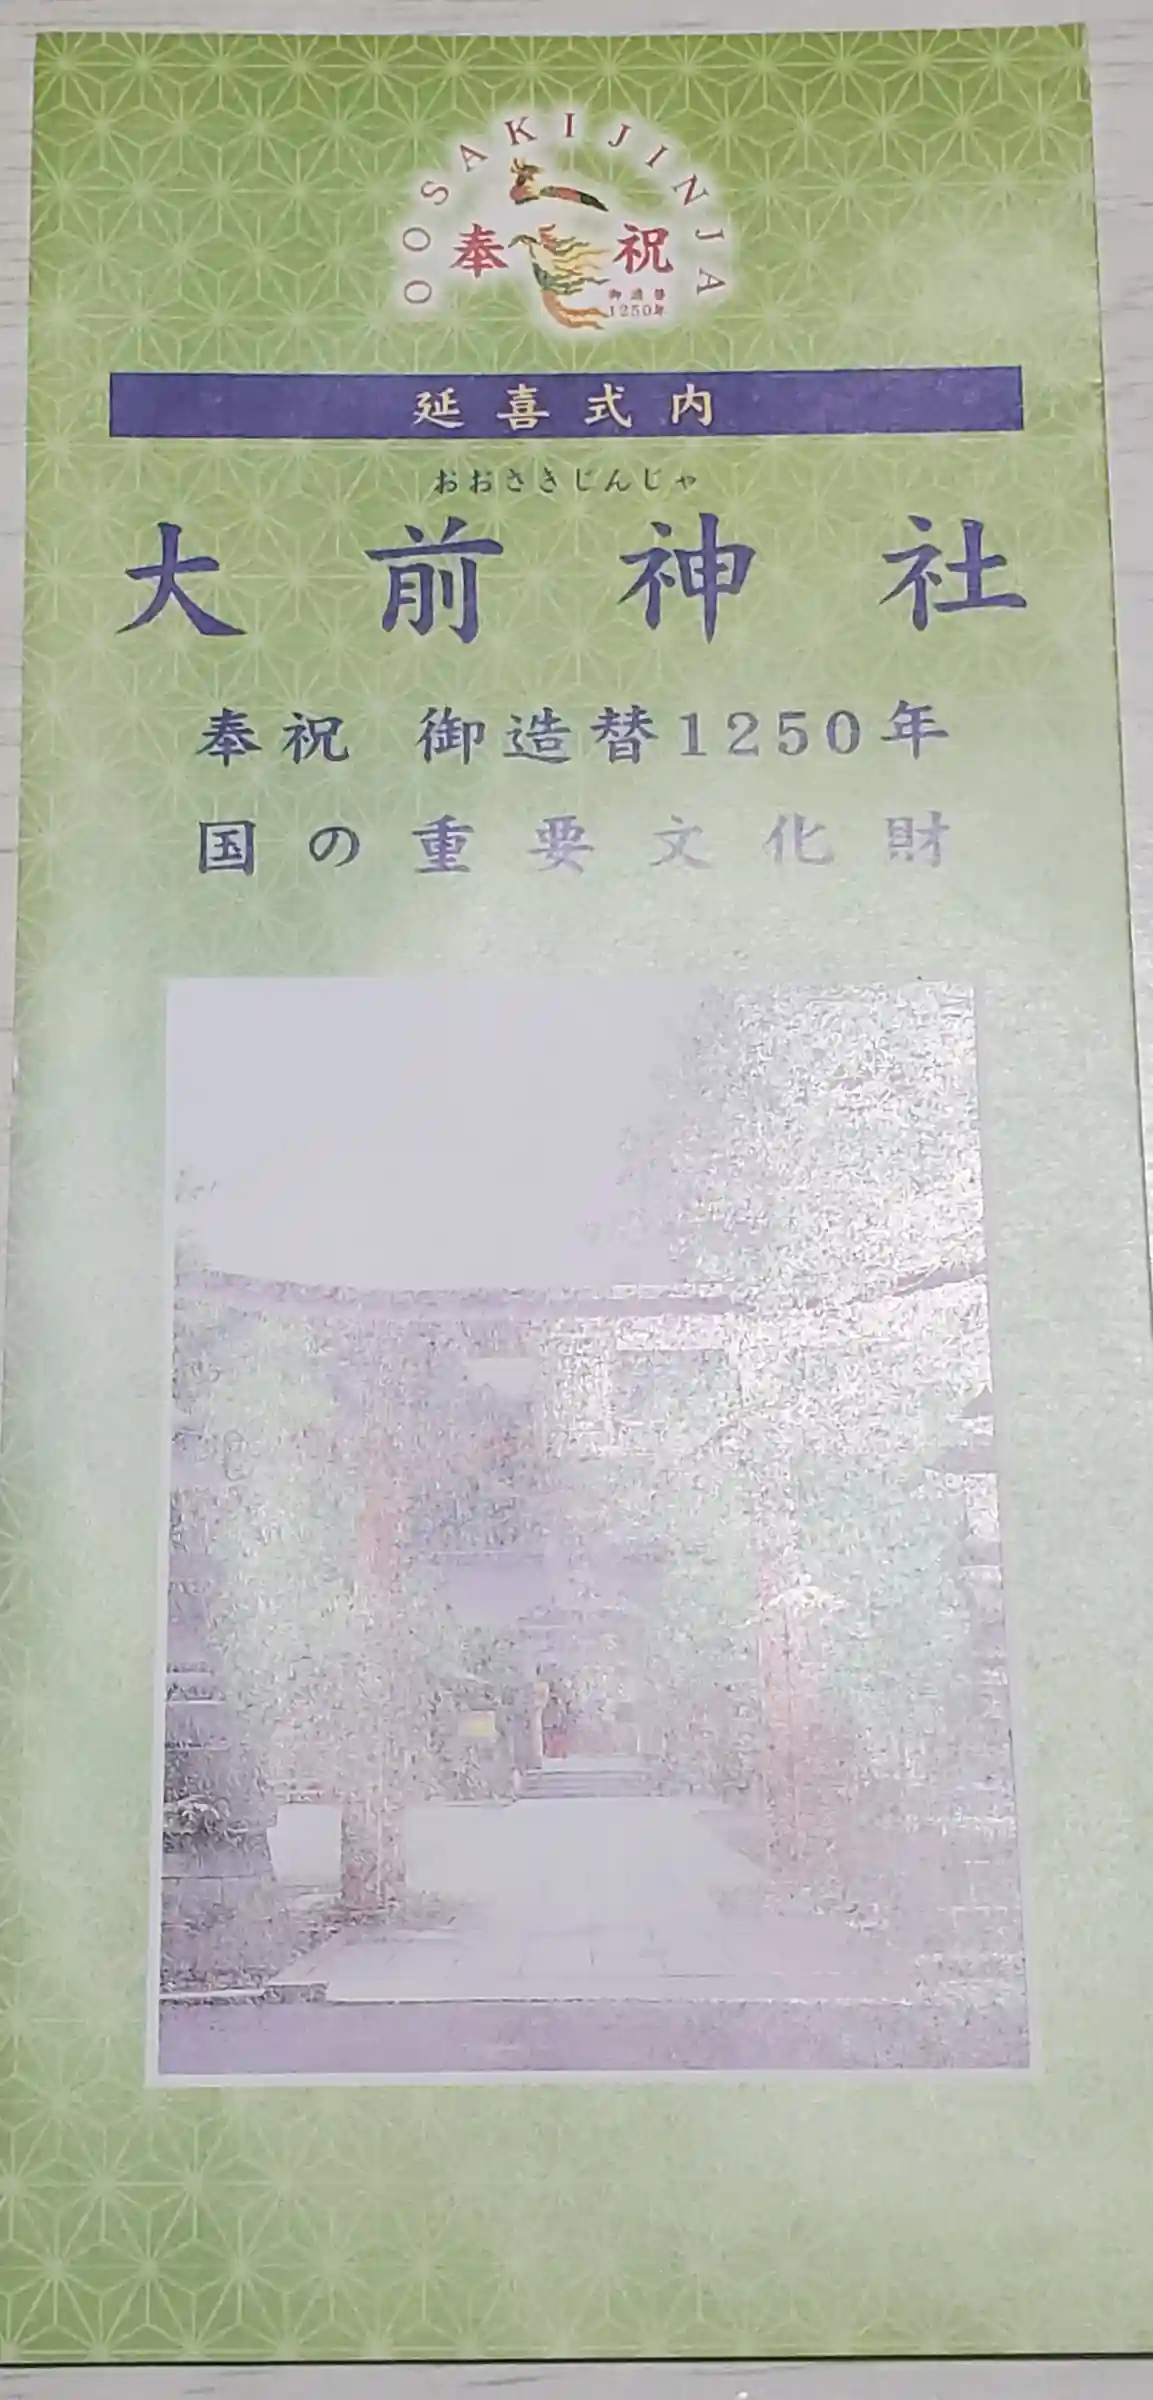 OOSAKIJINJA
奉祝
御造替
1250年
延喜式内
おおさきじんじゃ
大前神社
奉祝 御造替1250年
国の重要文化財